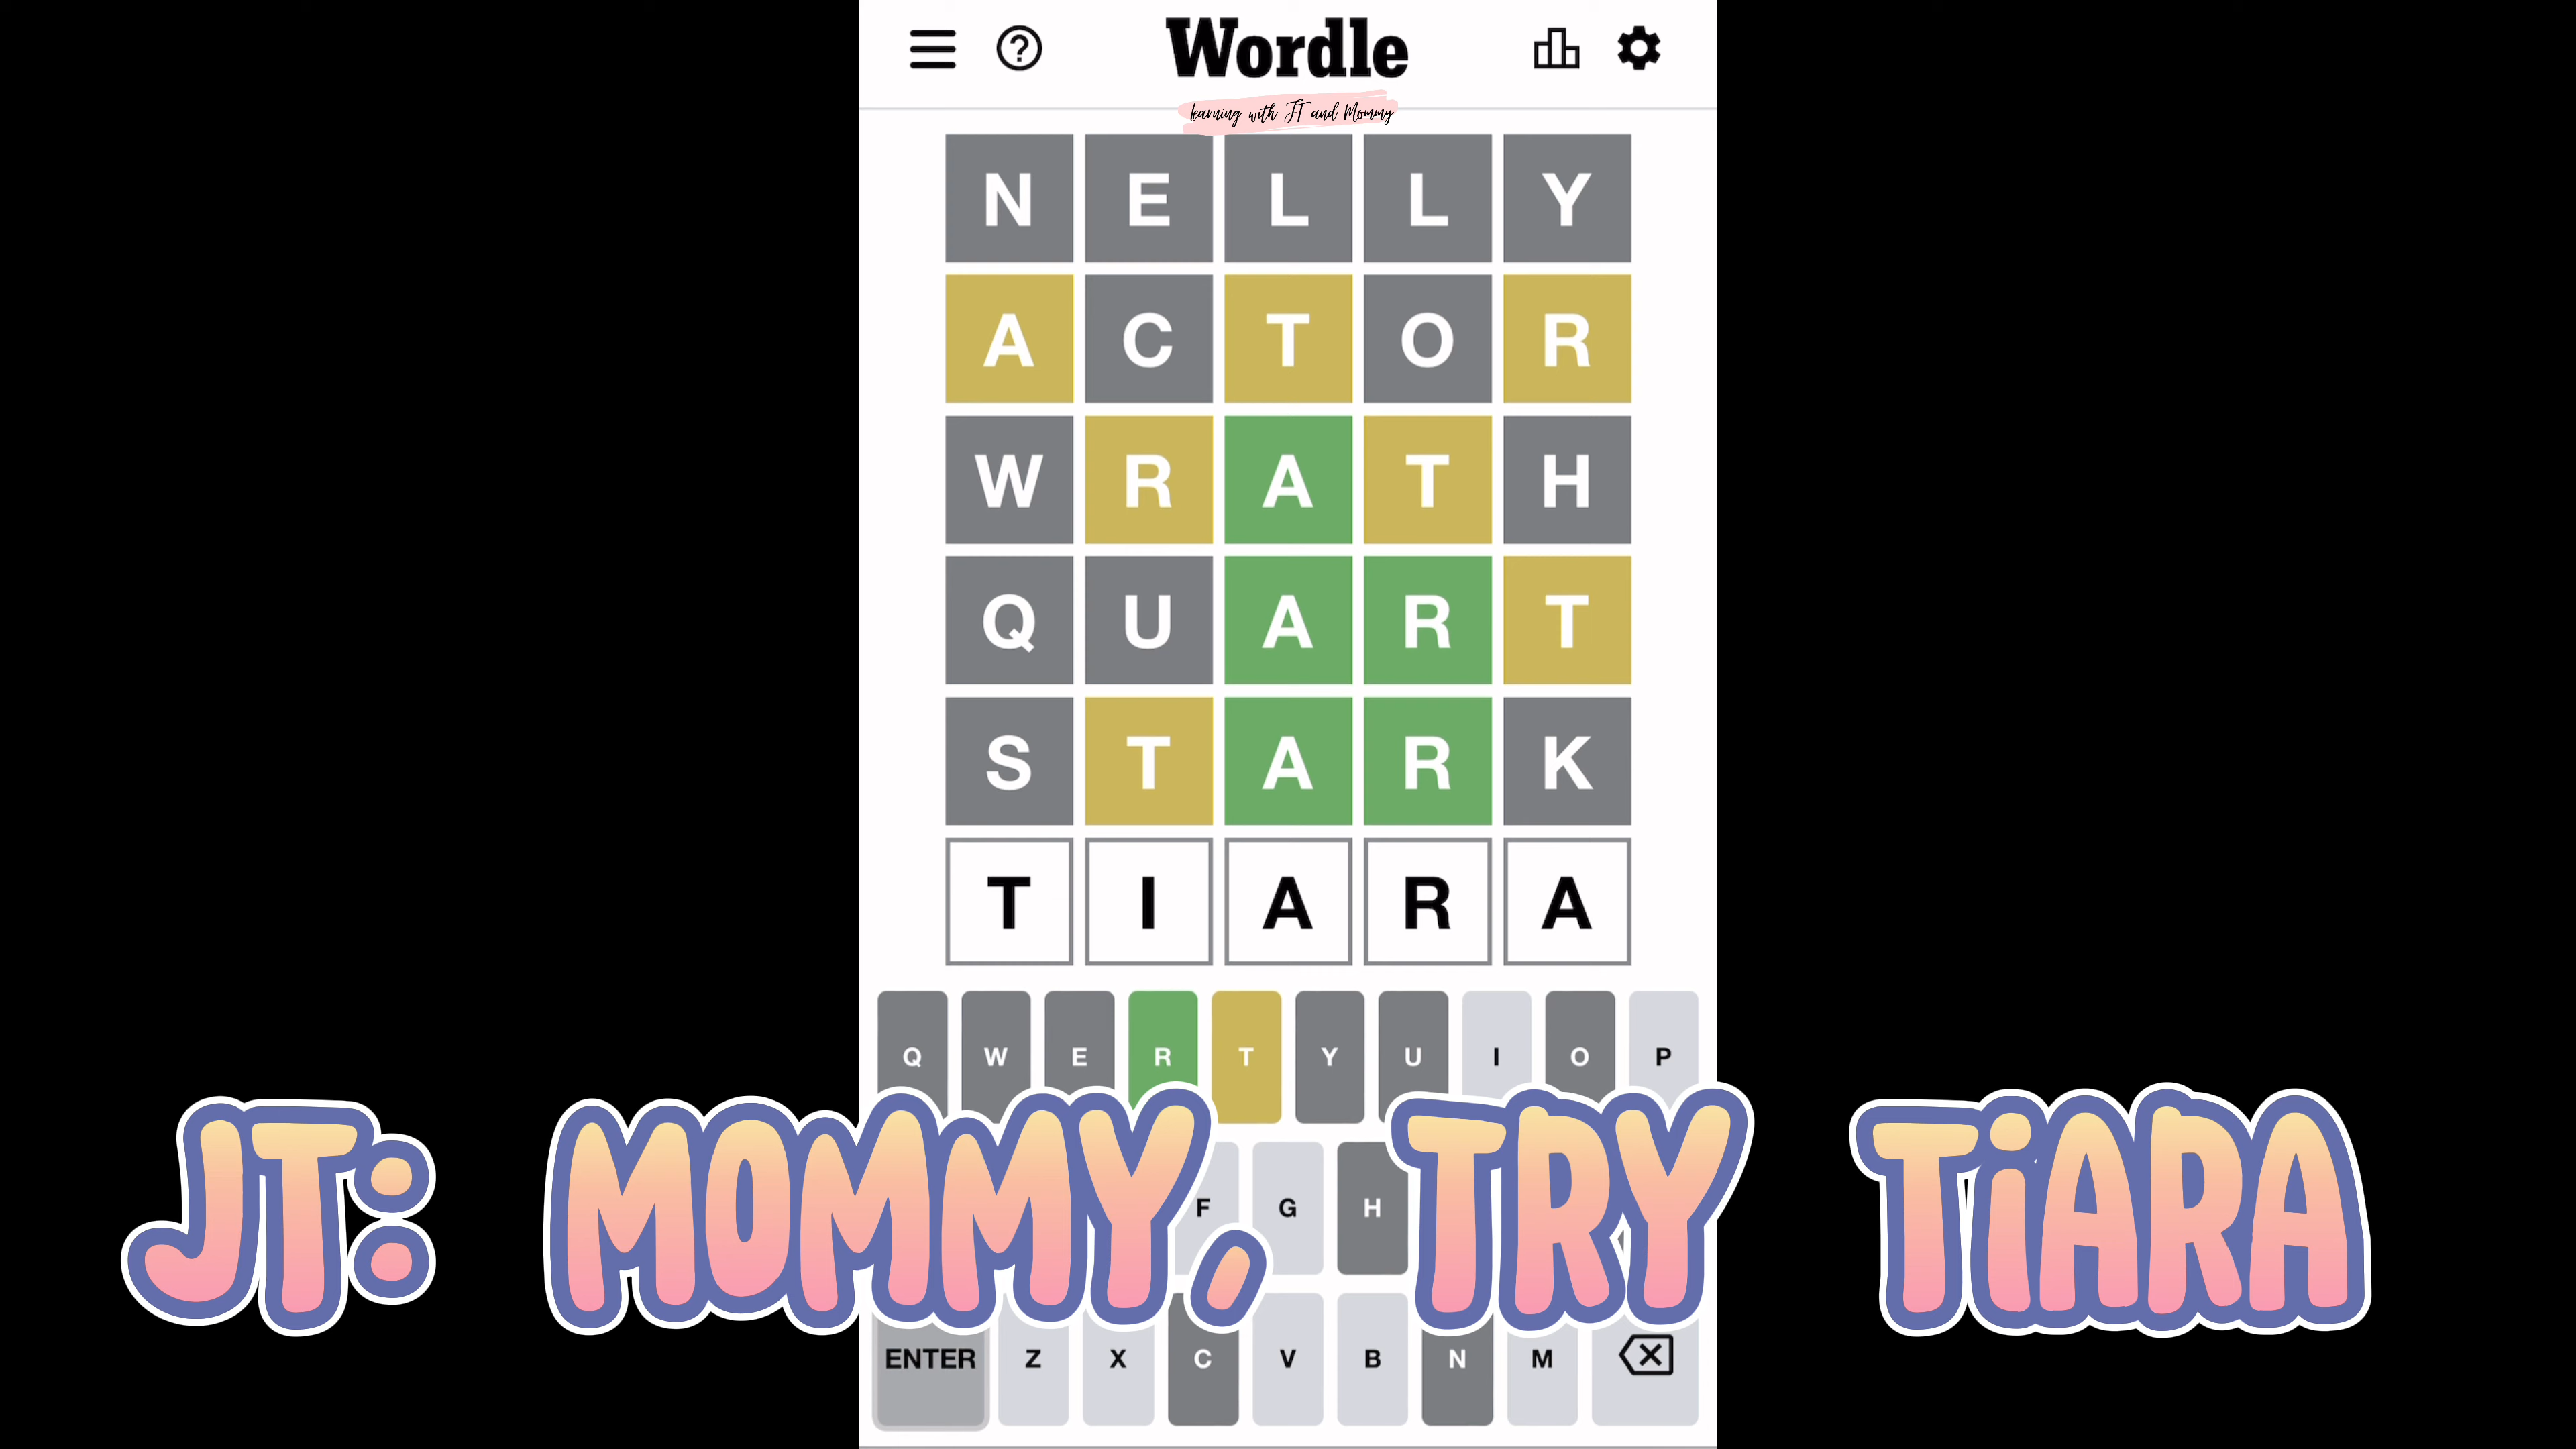 Wordle
learning with JT and Mommy
N E L L Y
A C T O R
W R A T H
Q U A R T
S T A R K
T I A R A
Q W E R T Y U I O P
F G H
JT: MOMMY, TRY TiARA
ENTER Z X C V B N M